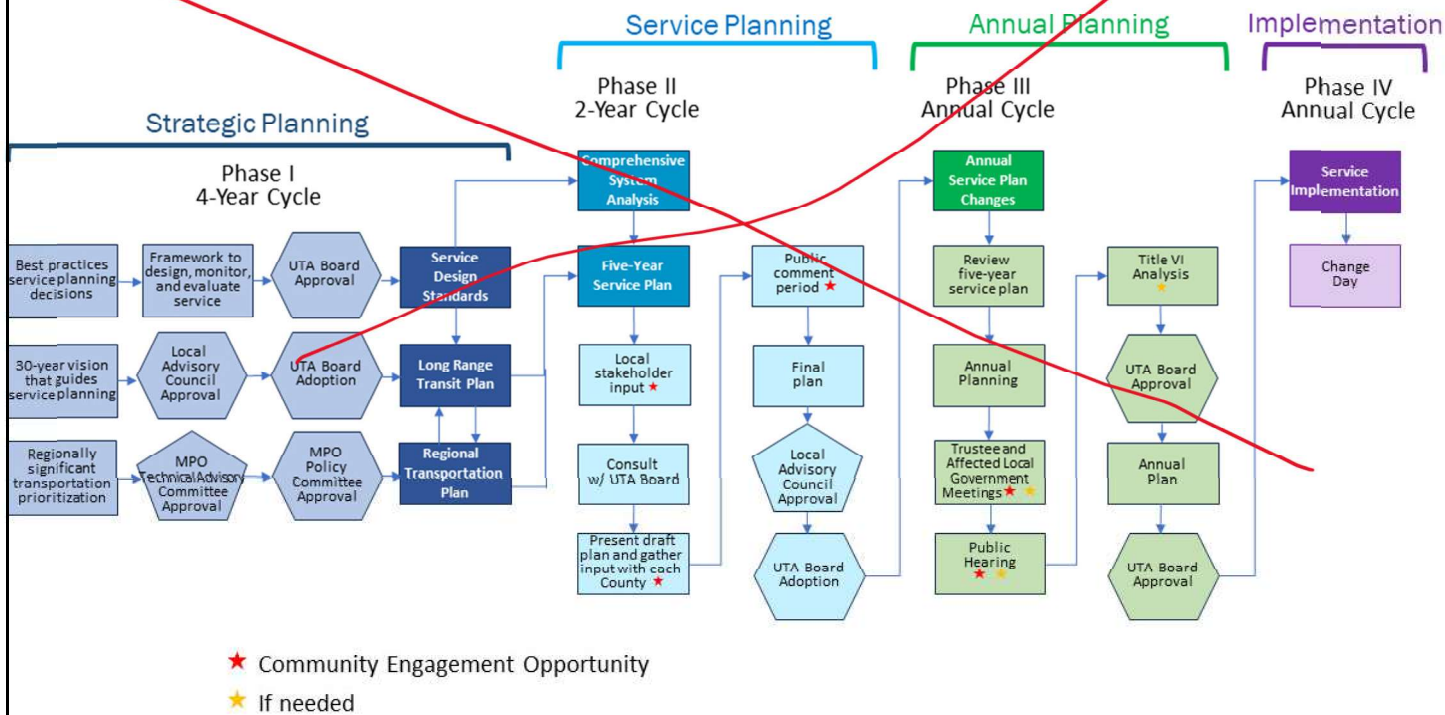 Strategic Planning
Phase I
4-Year Cycle
Best practices
service planning
decisions
Framework to
design, monitor,
and evaluate
service
UTA Board
Approval
Service
Design
Standards
30-year vision
that guides
service planning
Local
Advisory
Council
Approval
UTA Board
Adoption
Long Range
Transit Plan
Regionally
significant
transportation
prioritization
MPO
Technical Advisory
Committee
Approval
MPO
Policy
Committee
Approval
Regional
Transportation
Plan
Service Planning
Phase II
2-Year Cycle
Comprehensive
System
Analysis
Five-Year
Service Plan
Local
stakeholder
input
Consult
w/ UTA Board
Present draft
plan and gather
input with each
County
Public
comment
period
Final
plan
Local
Advisory
Council
Approval
UTA Board
Adoption
Annual Planning
Phase III
Annual Cycle
Annual
Service Plan
Changes
Review
five-year
service plan
Annual
Planning
Trustee and
Affected Local
Government
Meetings
Public
Hearing
Title VI
Analysis
UTA Board
Approval
Annual
Plan
UTA Board
Approval
Implementation
Phase IV
Annual Cycle
Service
Implementation
Change
Day
Community Engagement Opportunity
If needed